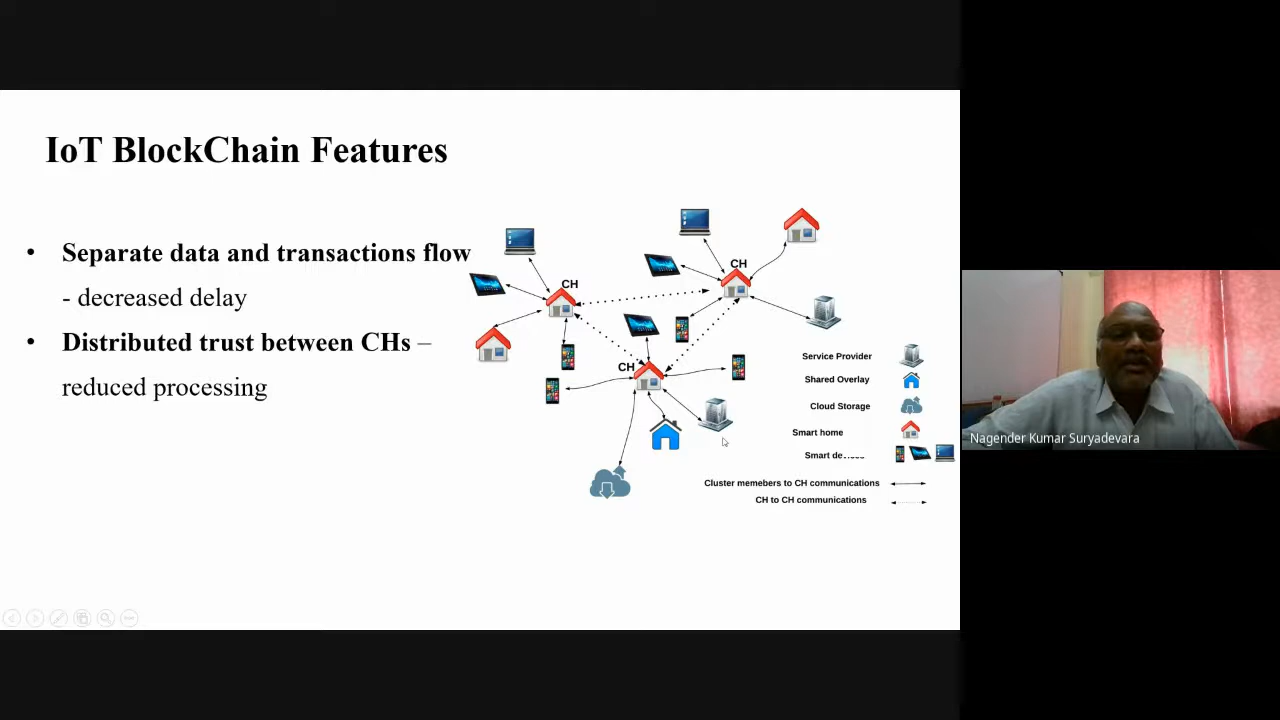 IoT BlockChain Features
• Separate data and transactions flow
- decreased delay
• Distributed trust between CHs –
reduced processing
CH
CH
CH
Service Provider
Shared Overlay
Cloud Storage
Smart home
Smart
Cluster memebers to CH communications
CH to CH communications
Nagender Kumar Suryadevara